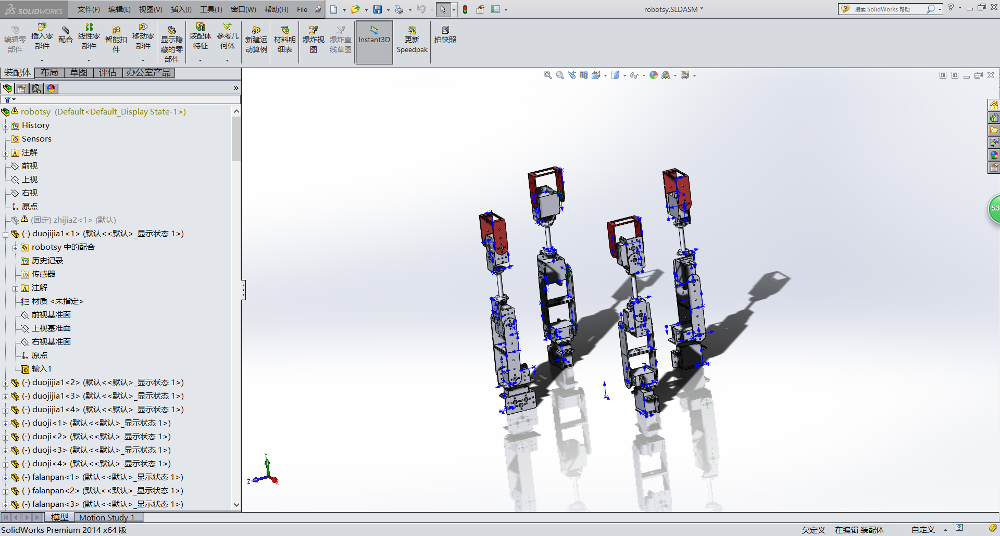 SOLIDWORKS 文件(F) 编辑(E) 视图(V) 插入(I) 工具(T) 窗口(W) 帮助(H) File robotsy.SLDASM * 搜索 SolidWorks 帮助
编辑零部件 插入零部件 配合 线性零部件 智能扣件 移动零部件 显示隐藏的零部件 装配体特征 参考几何体 新建运动算例 材料明细表 爆炸视图 爆炸直线草图 Instant3D 更新 Speedpak 拍快照
装配体 布局 草图 评估 办公室产品
robotsy (Default<Default_Display State-1>)
History
Sensors
注解
前视
上视
右视
原点
(固定) zhijia2<1> (默认)
(-) duojijia1<1> (默认<<默认>_显示状态 1>)
robotsy 中的配合
历史记录
传感器
注解
材质 <未指定>
前视基准面
上视基准面
右视基准面
原点
输入1
(-) duojijia1<2> (默认<<默认>_显示状态 1>)
(-) duojijia1<3> (默认<<默认>_显示状态 1>)
(-) duojijia1<4> (默认<<默认>_显示状态 1>)
(-) duoji<1> (默认<<默认>_显示状态 1>)
(-) duoji<2> (默认<<默认>_显示状态 1>)
(-) duoji<3> (默认<<默认>_显示状态 1>)
(-) duoji<4> (默认<<默认>_显示状态 1>)
(-) falanpan<1> (默认<<默认>_显示状态 1>)
(-) falanpan<2> (默认<<默认>_显示状态 1>)
(-) falanpan<3> (默认<<默认>_显示状态 1>)
53
Y
Z
X
模型 Motion Study 1
SolidWorks Premium 2014 x64 版 欠定义 在编辑 装配体 自定义